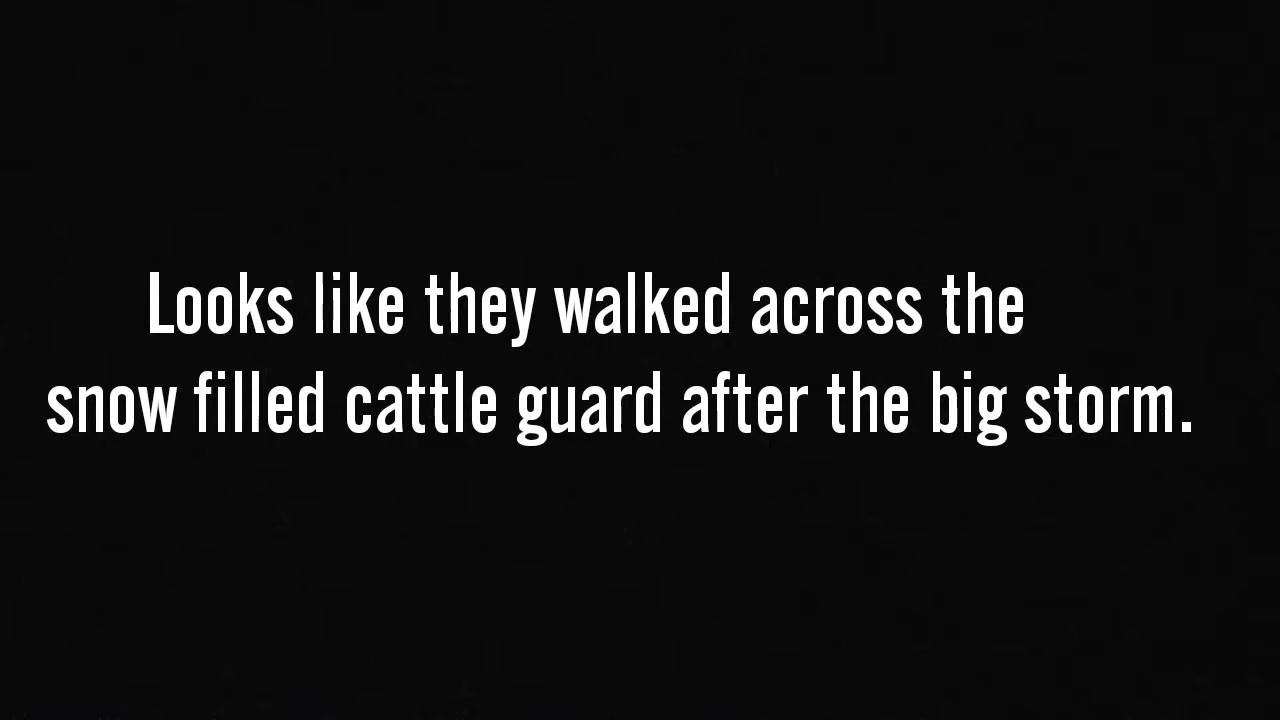 Looks like they walked across the
snow filled cattle guard after the big storm.